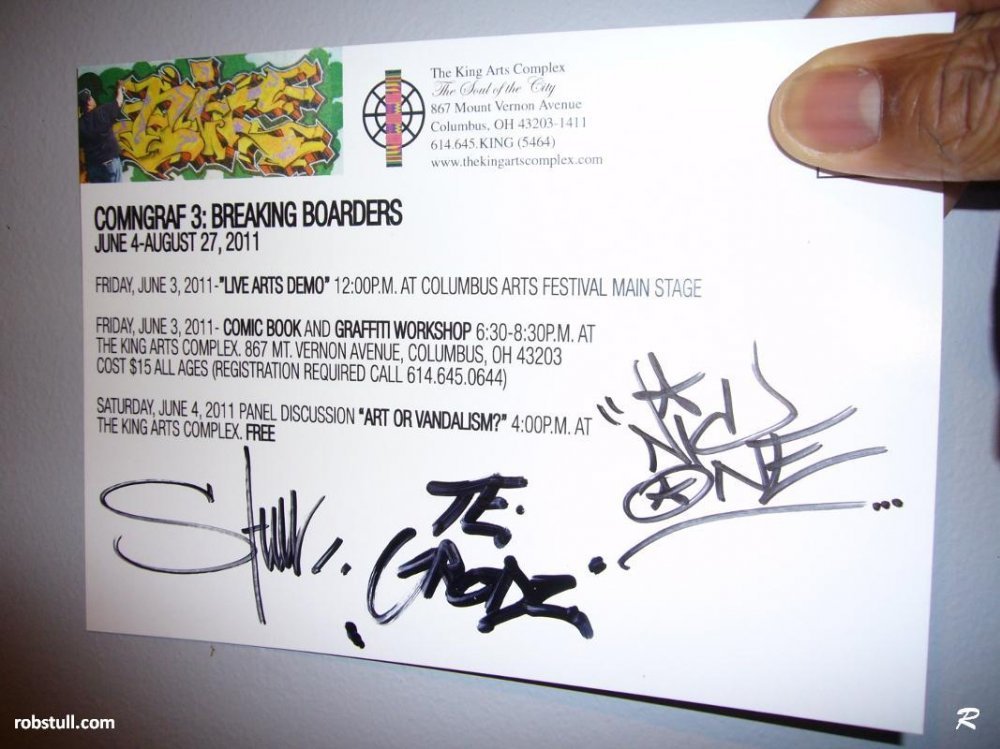 The King Arts Complex
The Soul of the City
867 Mount Vernon Avenue
Columbus, OH 43203-1411
614.645.KING (5464)
www.thekingartscomplex.com
COMNGRAF 3: BREAKING BOARDERS
JUNE 4-AUGUST 27, 2011
FRIDAY, JUNE 3, 2011-"LIVE ARTS DEMO" 12:00P.M. AT COLUMBUS ARTS FESTIVAL MAIN STAGE
FRIDAY, JUNE 3, 2011- COMIC BOOK AND GRAFFITI WORKSHOP 6:30-8:30P.M. AT
THE KING ARTS COMPLEX. 867 MT. VERNON AVENUE, COLUMBUS, OH 43203
COST $15 ALL AGES (REGISTRATION REQUIRED CALL 614.645.0644)
SATURDAY, JUNE 4, 2011 PANEL DISCUSSION "ART OR VANDALISM?" 4:00P.M. AT
THE KING ARTS COMPLEX. FREE
NIC
ONE
robstull.com
R